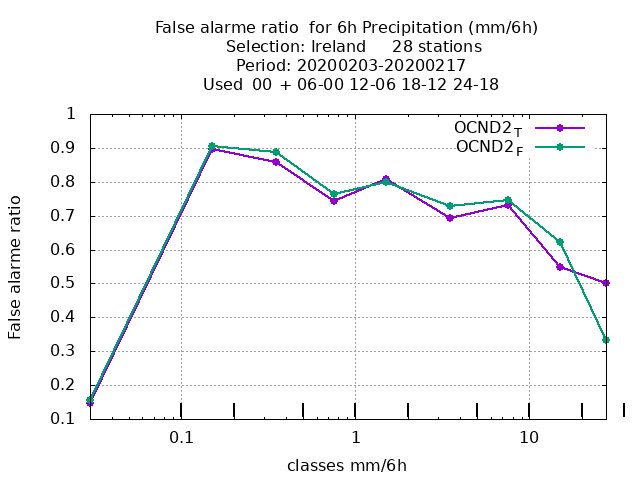 False alarme ratio  for 6h Precipitation (mm/6h)
Selection: Ireland     28 stations
Period: 20200203-20200217
Used  00 + 06-00 12-06 18-12 24-18
OCND2T
OCND2F
1
0.9
0.8
0.7
0.6
0.5
0.4
0.3
0.2
0.1
False alarme ratio
0.1 1 10
classes mm/6h